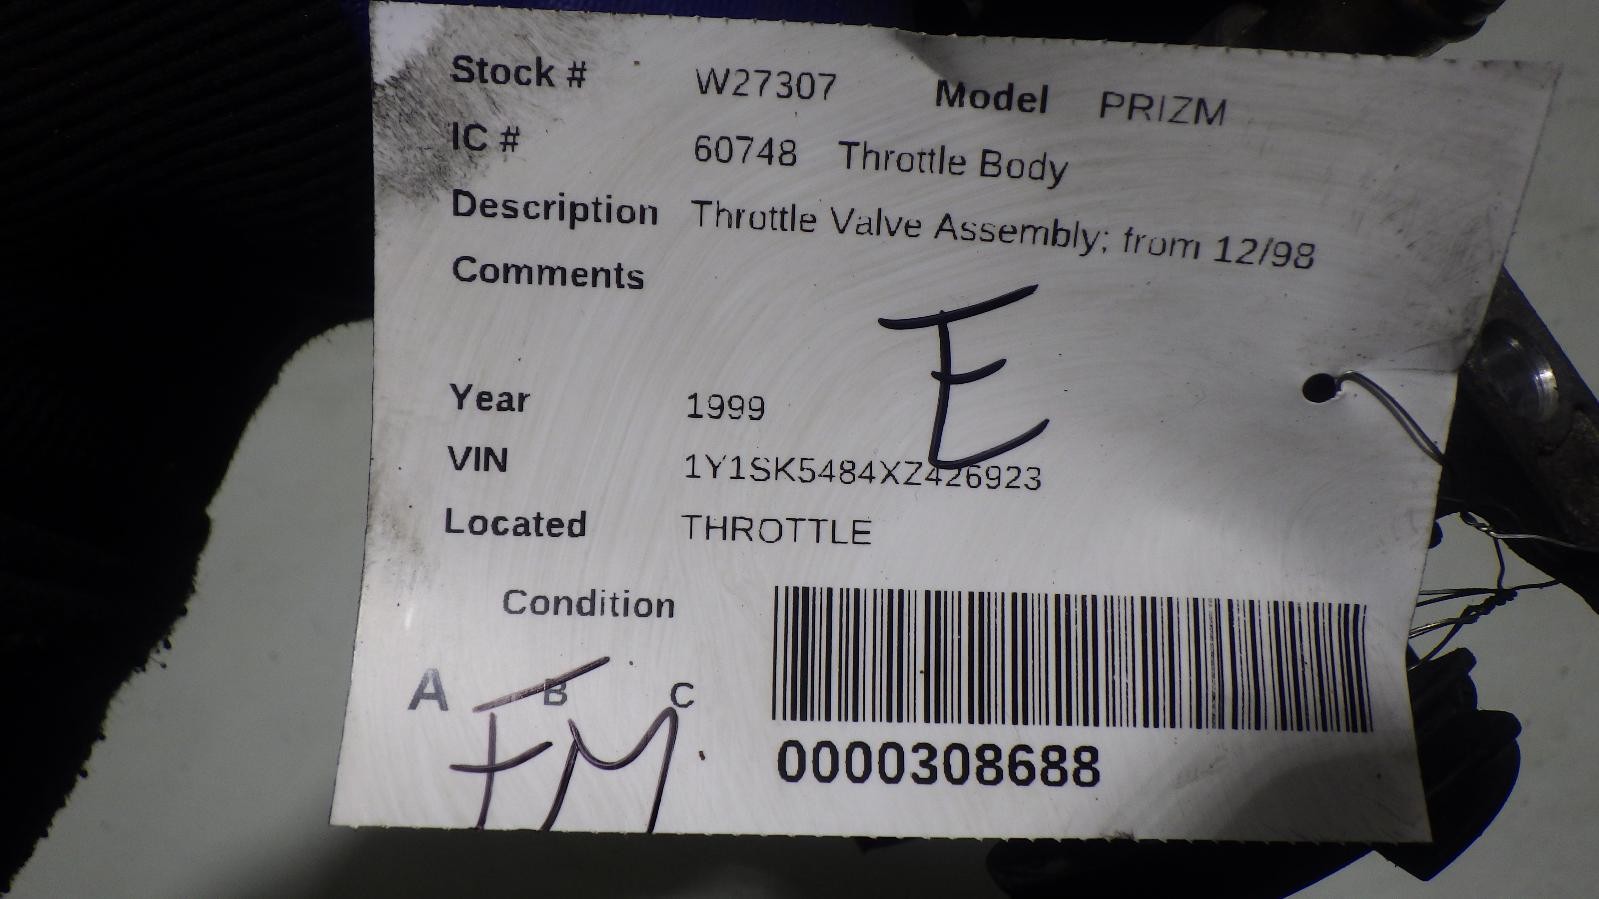 Stock # W27307 Model PRIZM
IC # 60748 Throttle Body
Description Throttle Valve Assembly; from 12/98
Comments
E
Year 1999
VIN 1Y1SK5484XZ426923
Located THROTTLE
Condition
A B C
FM
0000308688